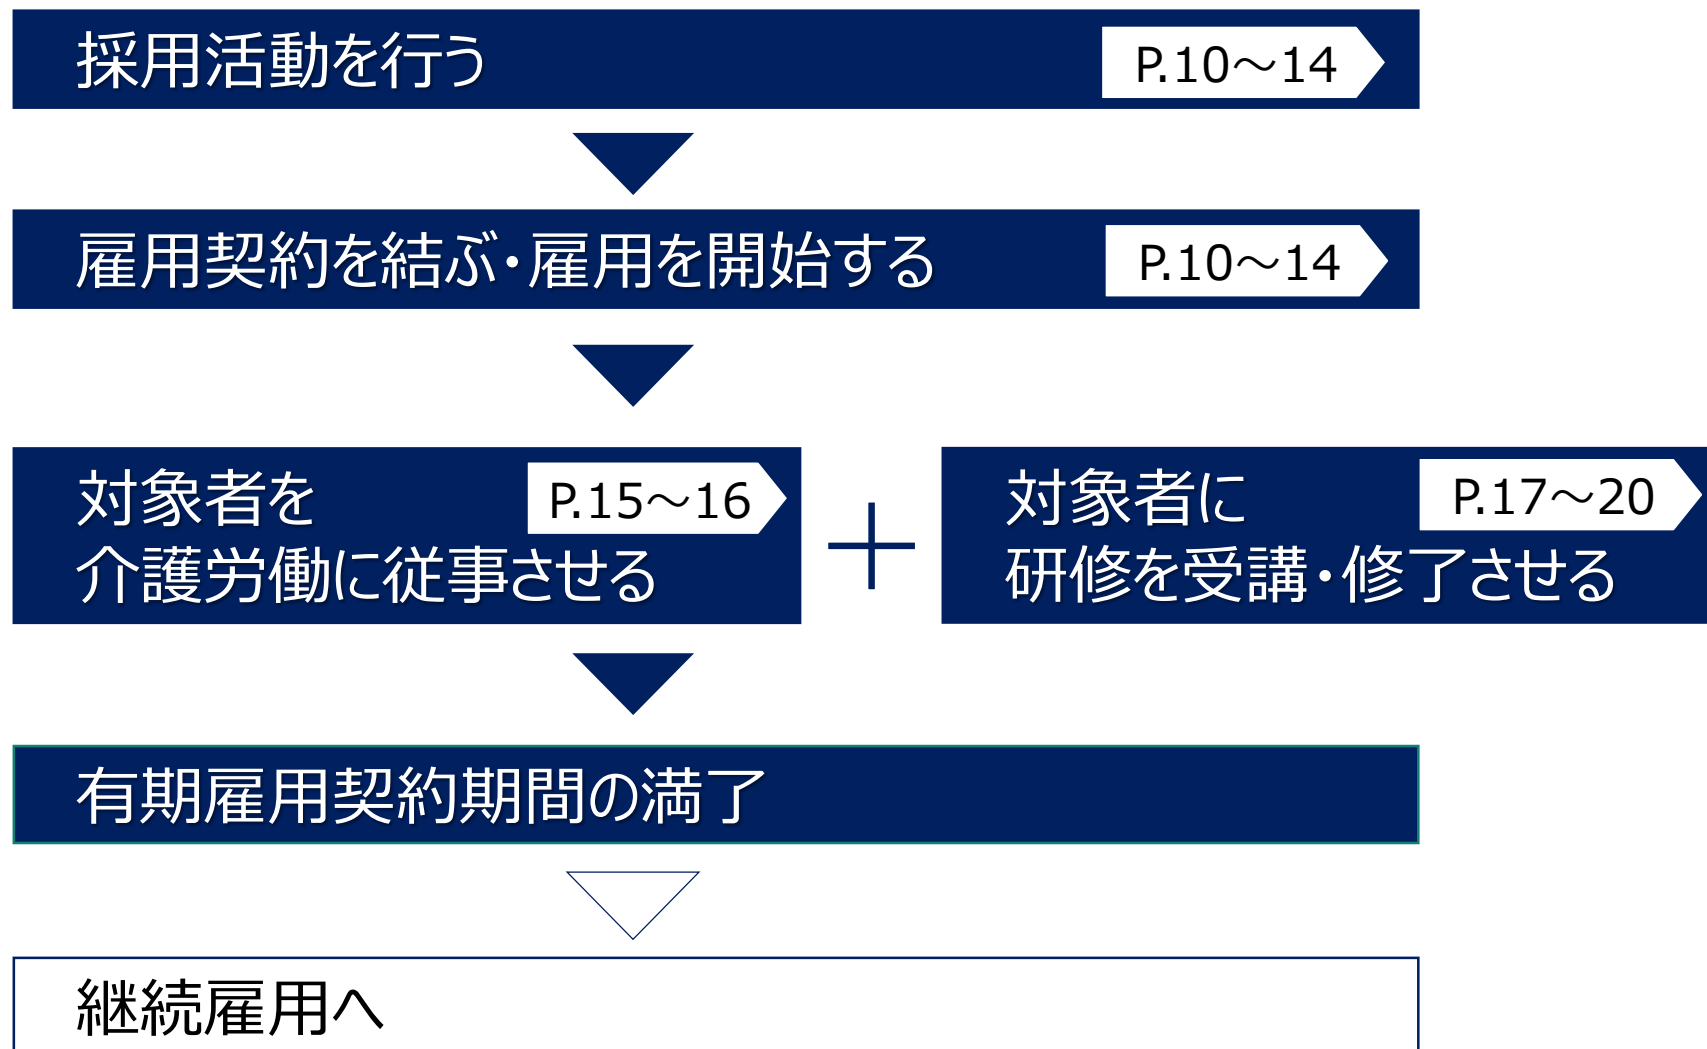 採用活動を行う
P.10～14
雇用契約を結ぶ・雇用を開始する
P.10～14
対象者を
P.15～16
介護労働に従事させる
対象者に
P.17～20
研修を受講・修了させる
有期雇用契約期間の満了
継続雇用へ